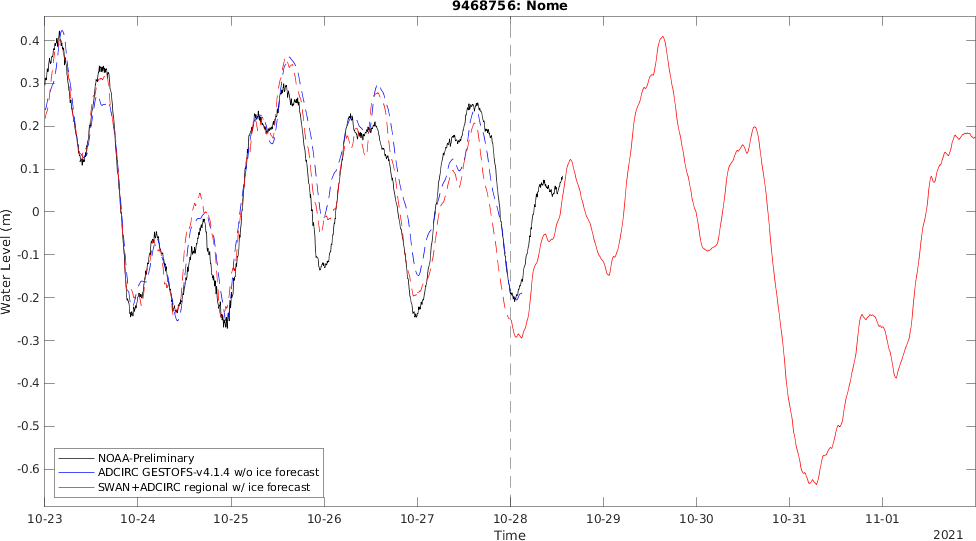 9468756: Nome
Water Level (m)
0.4
0.3
0.2
0.1
0
-0.1
-0.2
-0.3
-0.4
-0.5
-0.6
NOAA-Preliminary
ADCIRC GESTOFS-v4.1.4 w/o ice forecast
SWAN+ADCIRC regional w/ ice forecast
10-23 10-24 10-25 10-26 10-27 10-28 10-29 10-30 10-31 11-01
Time
2021